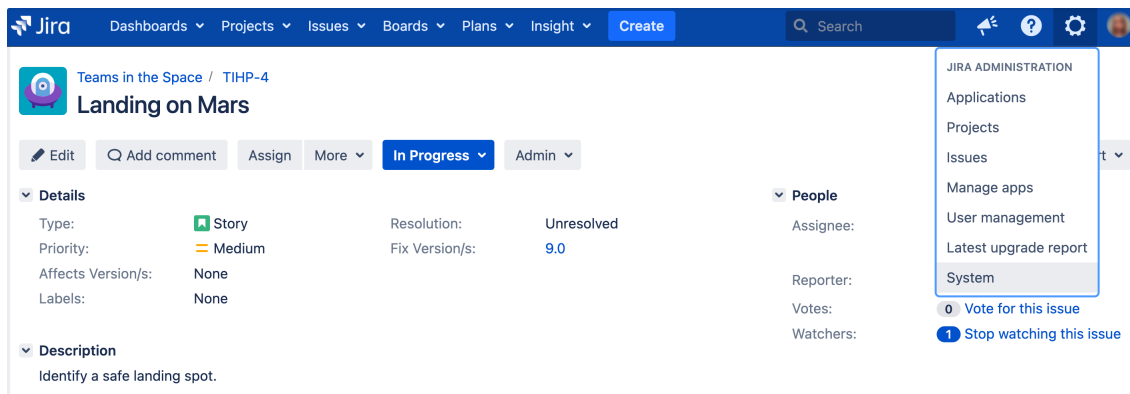 Jira Dashboards Projects Issues Boards Plans Insight Create Search
Teams in the Space / TIHP-4
Landing on Mars
Edit Add comment Assign More In Progress Admin
JIRA ADMINISTRATION
Applications
Projects
Issues
Manage apps
User management
Latest upgrade report
System
Details
Type: Story Resolution: Unresolved
Priority: Medium Fix Version/s: 9.0
Affects Version/s: None
Labels: None
People
Assignee:
Reporter:
Votes: 0 Vote for this issue
Watchers: 1 Stop watching this issue
Description
Identify a safe landing spot.